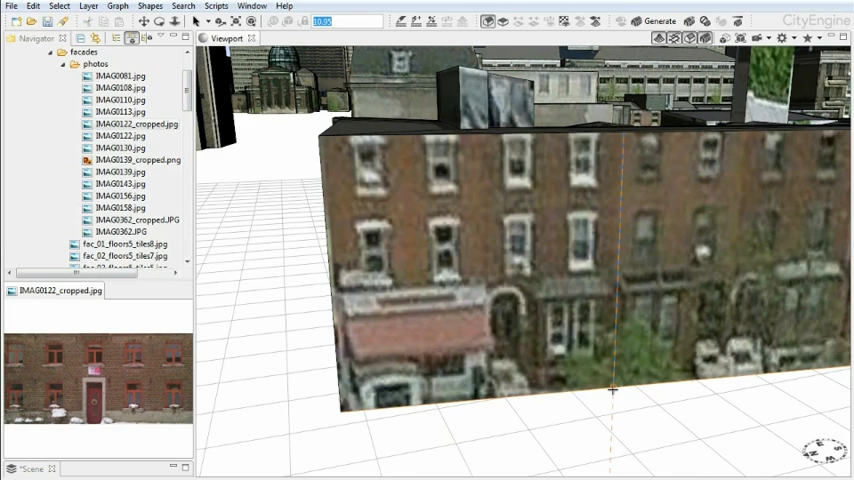 File Edit Select Layer Graph Shapes Search Scripts Window Help
10.95
Generate
CityEngine
Navigator
Viewport
facades
photos
IMAG0081.jpg
IMAG0108.jpg
IMAG0110.jpg
IMAG0113.jpg
IMAG0122_cropped.jpg
IMAG0122.jpg
IMAG0130.jpg
IMAG0139_cropped.png
IMAG0139.jpg
IMAG0143.jpg
IMAG0156.jpg
IMAG0158.jpg
IMAG0362_cropped.JPG
IMAG0362.JPG
fac_01_floors5_tiles8.jpg
fac_02_floors5_tiles7.jpg
IMAG0122_cropped.jpg
*Scene